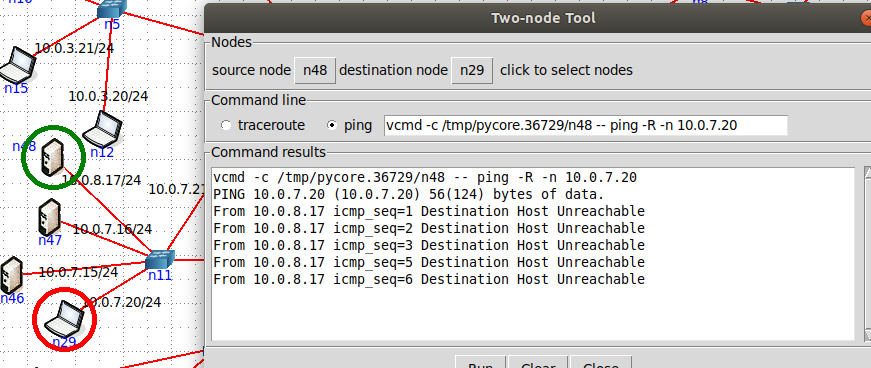 n5
10.0.3.21/24
n15
10.0.3.20/24
n12
n48
10.0.8.17/24
10.0.7.16/24
n47
10.0.7.15/24
n11
n46
10.0.7.20/24
n29
Two-node Tool
Nodes
source node n48 destination node n29 click to select nodes
Command line
traceroute ping vcmd -c /tmp/pycore.36729/n48 -- ping -R -n 10.0.7.20
Command results
vcmd -c /tmp/pycore.36729/n48 -- ping -R -n 10.0.7.20
PING 10.0.7.20 (10.0.7.20) 56(124) bytes of data.
From 10.0.8.17 icmp_seq=1 Destination Host Unreachable
From 10.0.8.17 icmp_seq=2 Destination Host Unreachable
From 10.0.8.17 icmp_seq=3 Destination Host Unreachable
From 10.0.8.17 icmp_seq=5 Destination Host Unreachable
From 10.0.8.17 icmp_seq=6 Destination Host Unreachable
Run Clear Close